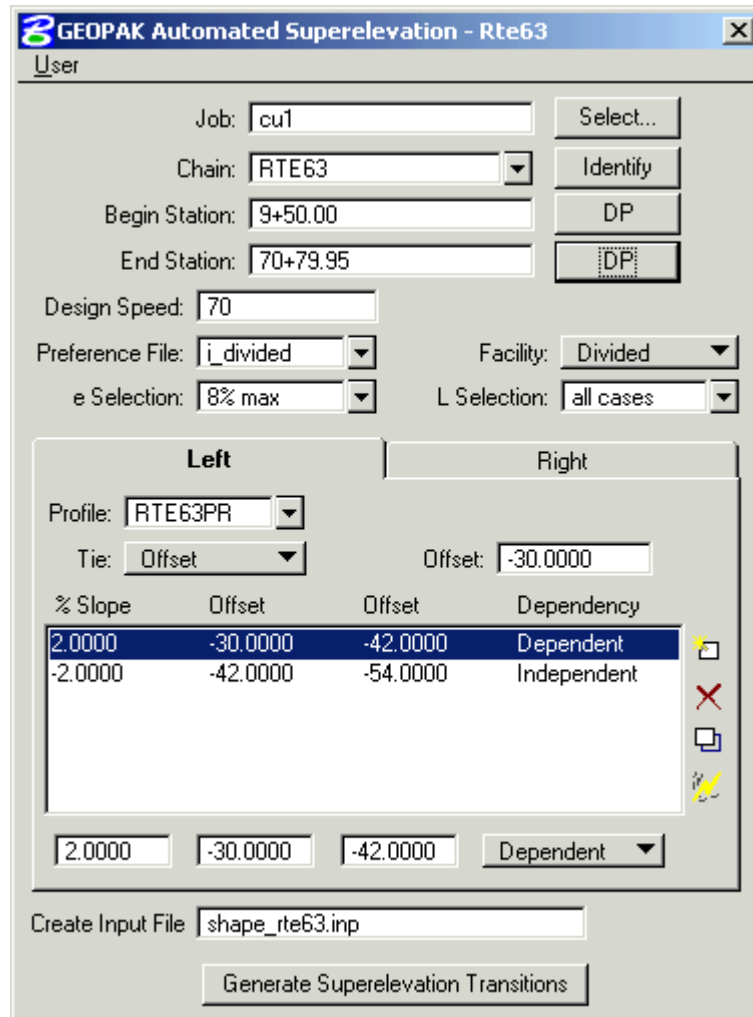 GEOPAK Automated Superelevation - Rte63
User
Job: cu1 Select...
Chain: RTE63 Identify
Begin Station: 9+50.00 DP
End Station: 70+79.95 DP
Design Speed: 70
Preference File: i_divided Facility: Divided
e Selection: 8% max L Selection: all cases
Left Right
Profile: RTE63PR
Tie: Offset Offset: -30.0000
% Slope Offset Offset Dependency
2.0000 -30.0000 -42.0000 Dependent
-2.0000 -42.0000 -54.0000 Independent
2.0000 -30.0000 -42.0000 Dependent
Create Input File shape_rte63.inp
Generate Superelevation Transitions